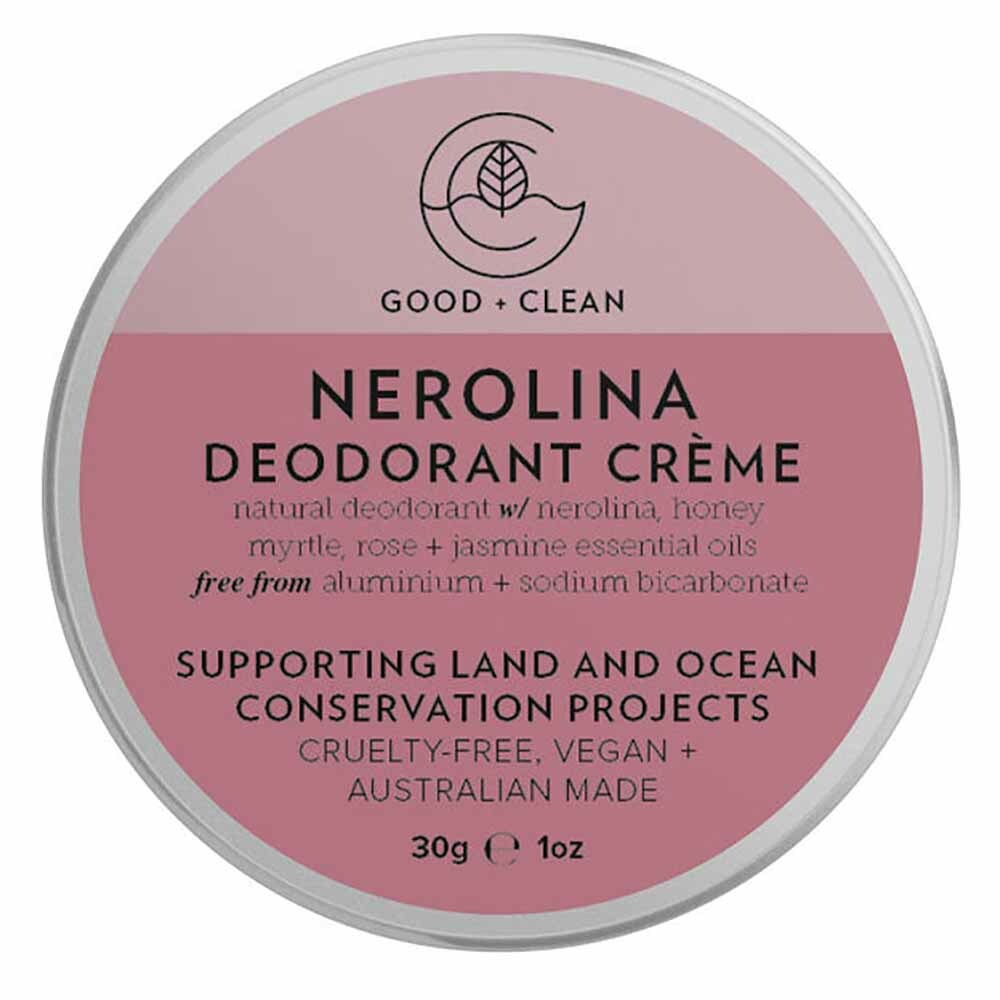 GOOD + CLEAN
NEROLINA
DEODORANT CRÈME
natural deodorant w/ nerolina, honey
myrtle, rose + jasmine essential oils
free from aluminium + sodium bicarbonate
SUPPORTING LAND AND OCEAN
CONSERVATION PROJECTS
CRUELTY-FREE, VEGAN +
AUSTRALIAN MADE
30g ℮ 1oz